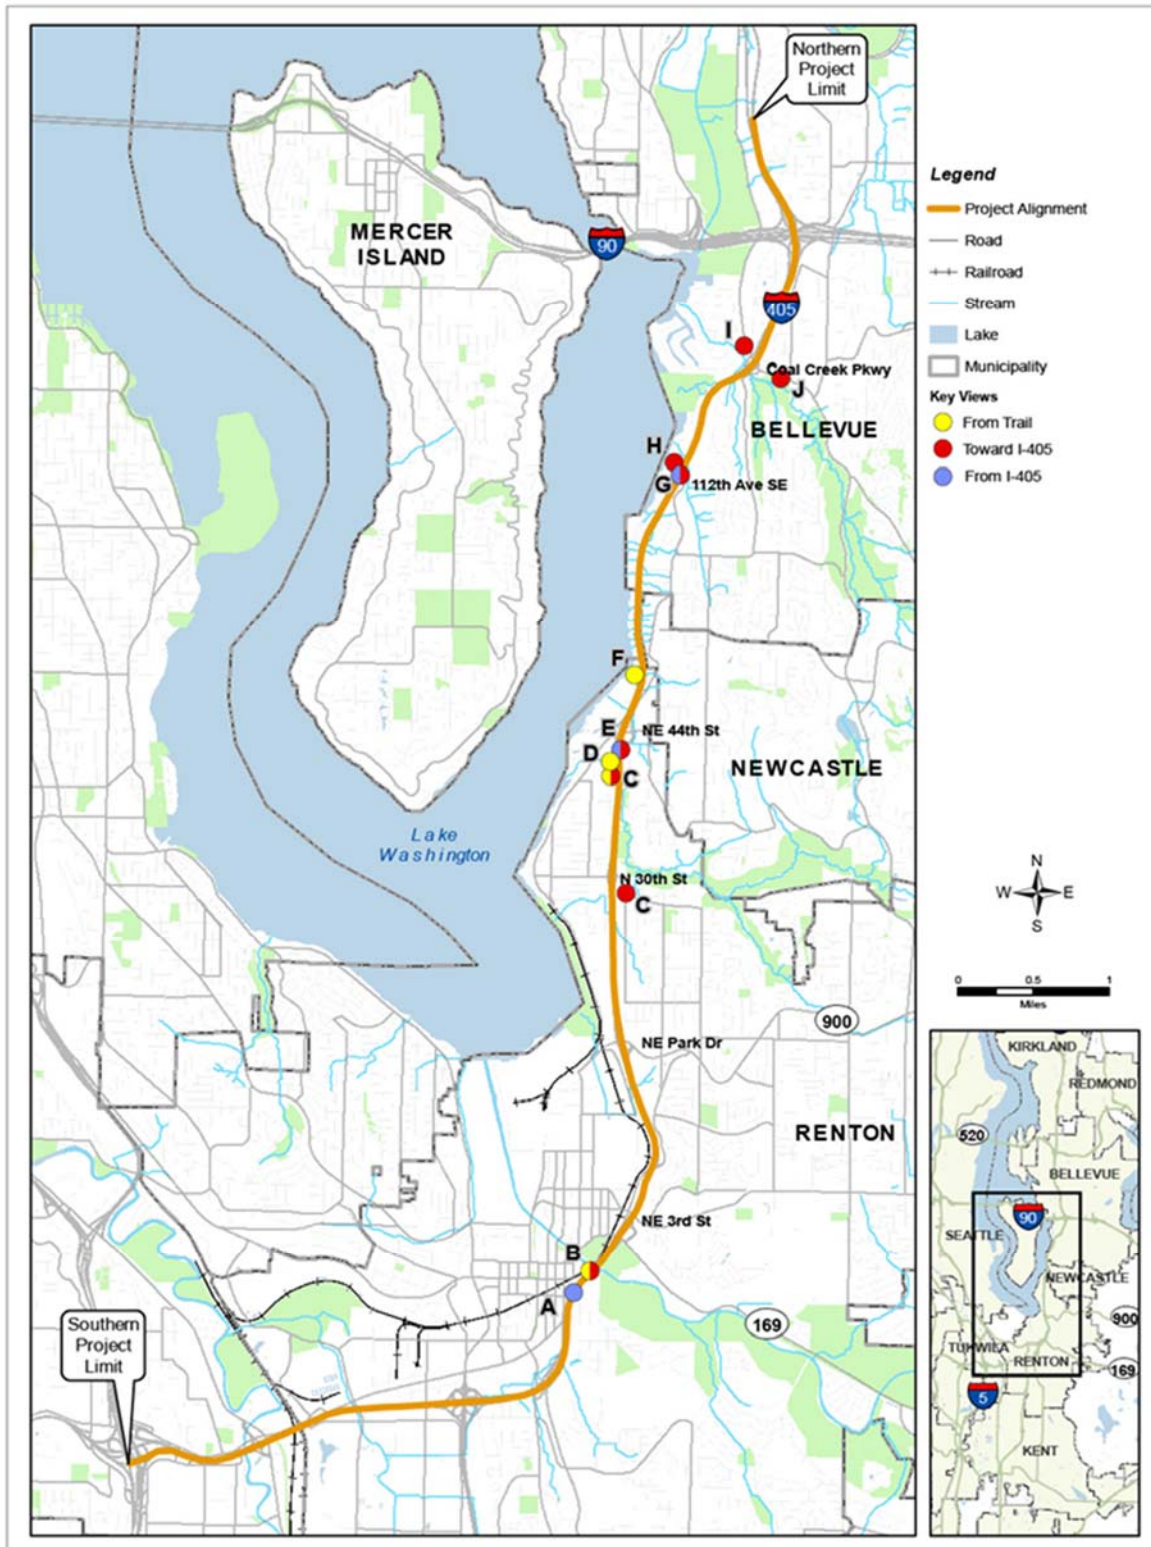 Northern
Project
Limit
MERCER
ISLAND
90
405
I
Coal Creek Pkwy
J
BELLEVUE
H
G
112th Ave SE
F
E
NE 44th St
D
C
NEWCASTLE
Lake
Washington
N 30th St
C
900
NE Park Dr
RENTON
NE 3rd St
B
A
169
Southern
Project
Limit
Legend
Project Alignment
Road
Railroad
Stream
Lake
Municipality
Key Views
From Trail
Toward I-405
From I-405
N
W E
S
0 0.5 1
Miles
KIRKLAND
REDMOND
520
BELLEVUE
90
SEATTLE
NEWCASTLE
900
TUKWILA
RENTON
169
5
KENT